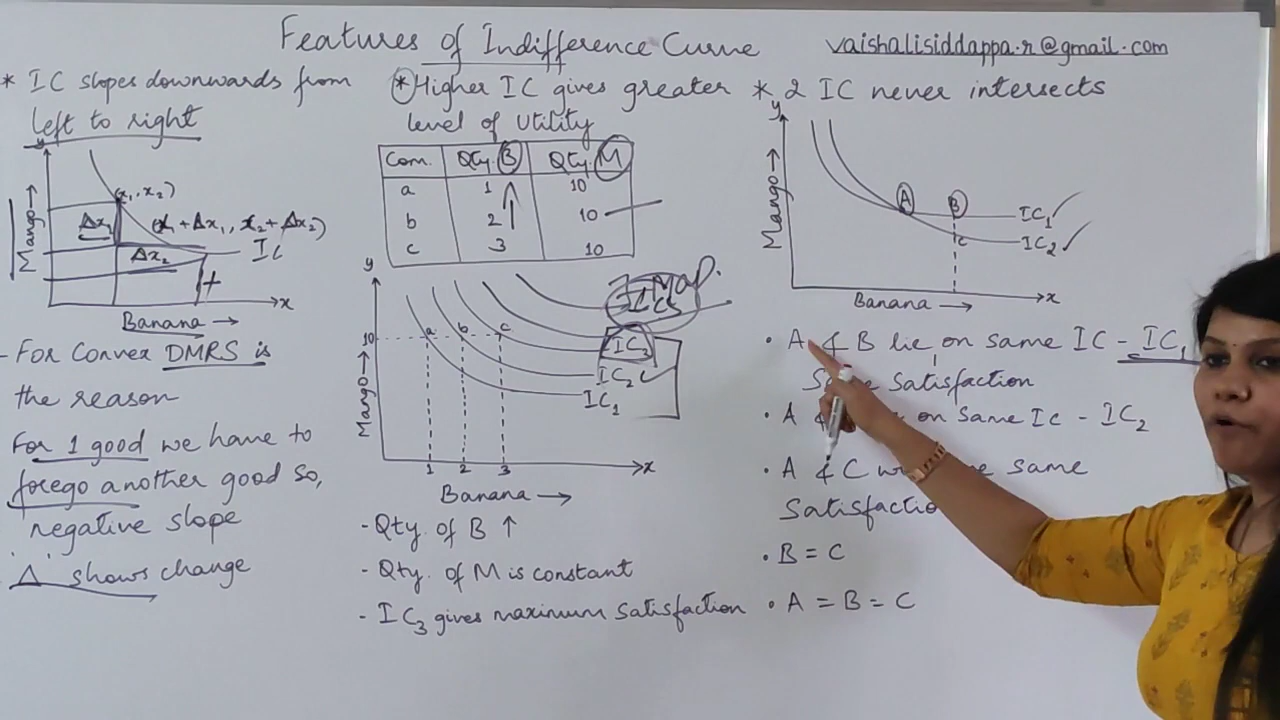 Features of Indifference Curve
vaishalisiddappa.r@gmail.com
* IC slopes downwards from
left to right
y
Mango →
(x₁, x₂)
Δx₁
( + Δx₁, x₂ + Δx₂)
Δx₂
IC
x
Banana →
- For Convex DMRS is
the reason
For 1 good we have to
forego another good so,
negative slope
'Δ' shows change
* Higher IC gives greater
level of utility
Com. Qty. B Qty. M
a 1 10
b 2 10
c 3 10
y
Map.
ICs
10
a b c
IC₃
IC₂
IC₁
Mango →
1 2 3
x
Banana →
- Qty. of B ↑
- Qty. of M is constant
- IC₃ gives maximum satisfaction
* 2 IC never intersects
y
Mango →
A B
IC₁
c
IC₂
Banana → x
• A & B lie on same IC - IC₁
Satisfaction
• A on same Ic - IC₂
• A & C same
Satisfactio
• B = C
• A = B = C